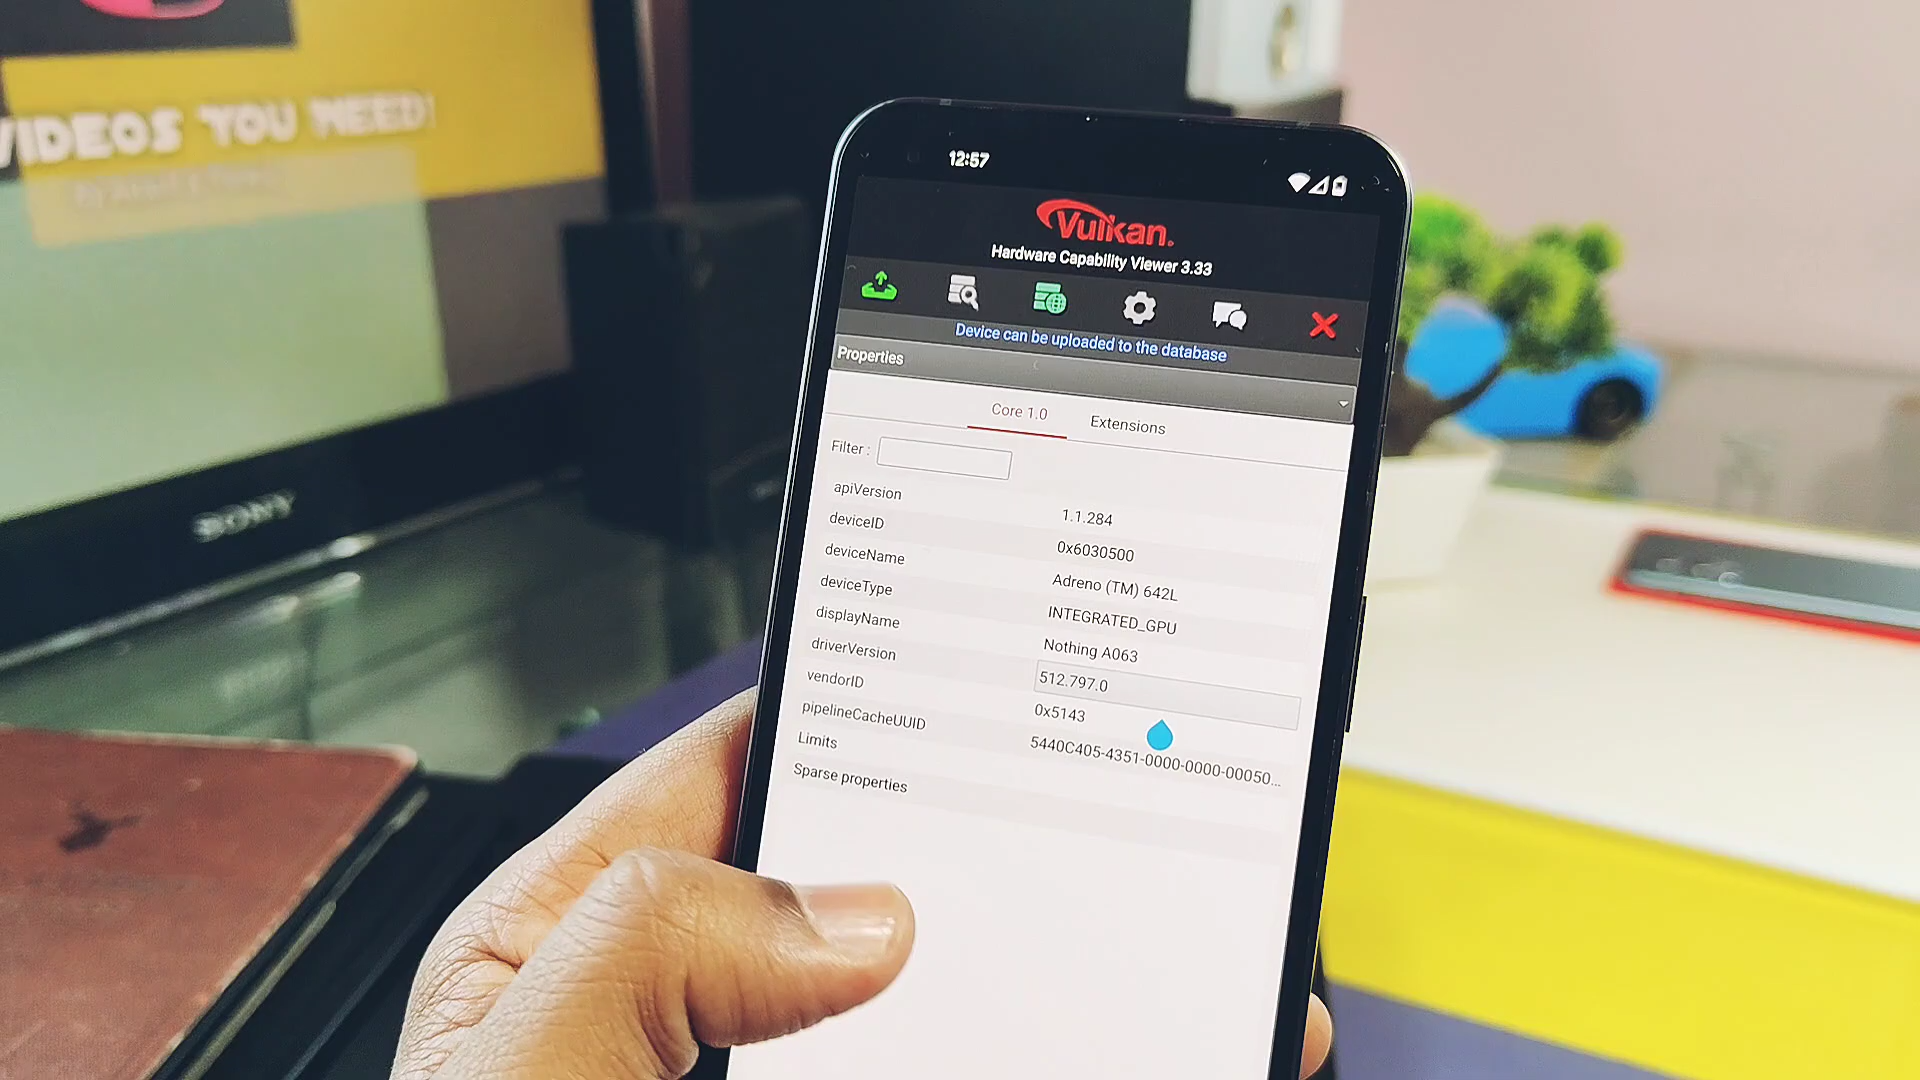 VIDEOS YOU NEED!
SONY
12:57
Vulkan.
Hardware Capability Viewer 3.33
Device can be uploaded to the database
Properties
Core 1.0 Extensions
Filter :
apiVersion 1.1.284
deviceID 0x6030500
deviceName Adreno (TM) 642L
deviceType INTEGRATED_GPU
displayName Nothing A063
driverVersion 512.797.0
vendorID 0x5143
pipelineCacheUUID 5440C405-4351-0000-0000-00050...
Limits
Sparse properties